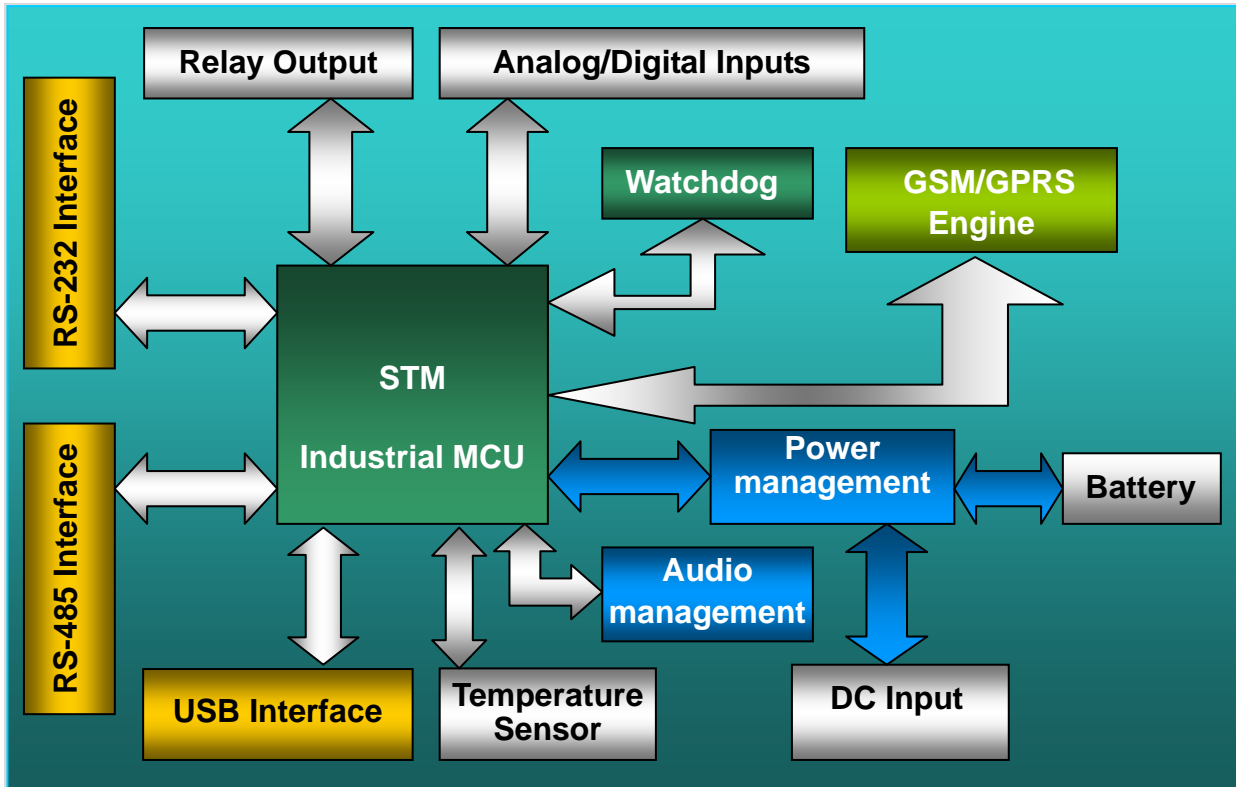 Relay Output
Analog/Digital Inputs
RS-232 Interface
Watchdog
GSM/GPRS
Engine
STM
Industrial MCU
RS-485 Interface
Power
management
Battery
Audio
management
USB Interface
Temperature
Sensor
DC Input